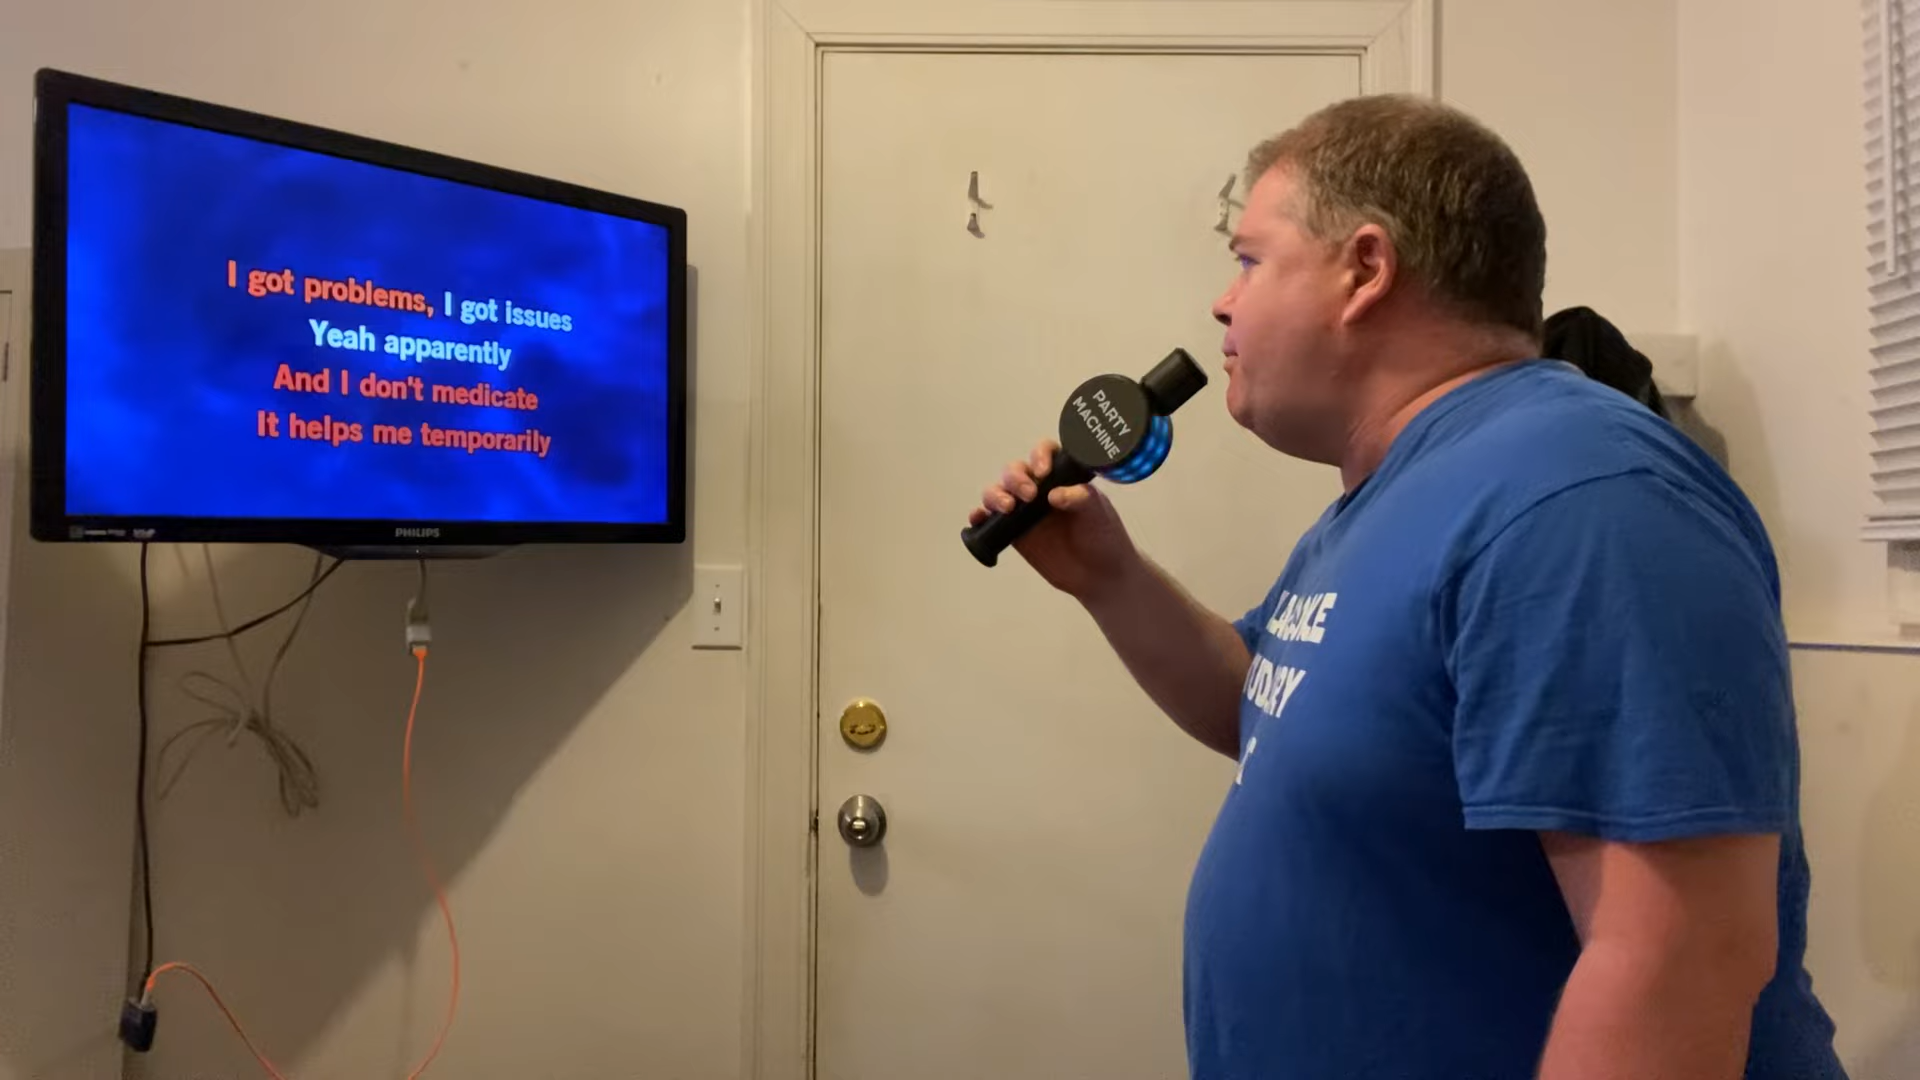 I got problems, I got issues
Yeah apparently
And I don't medicate
It helps me temporarily
PHILIPS
PARTY
MACHINE